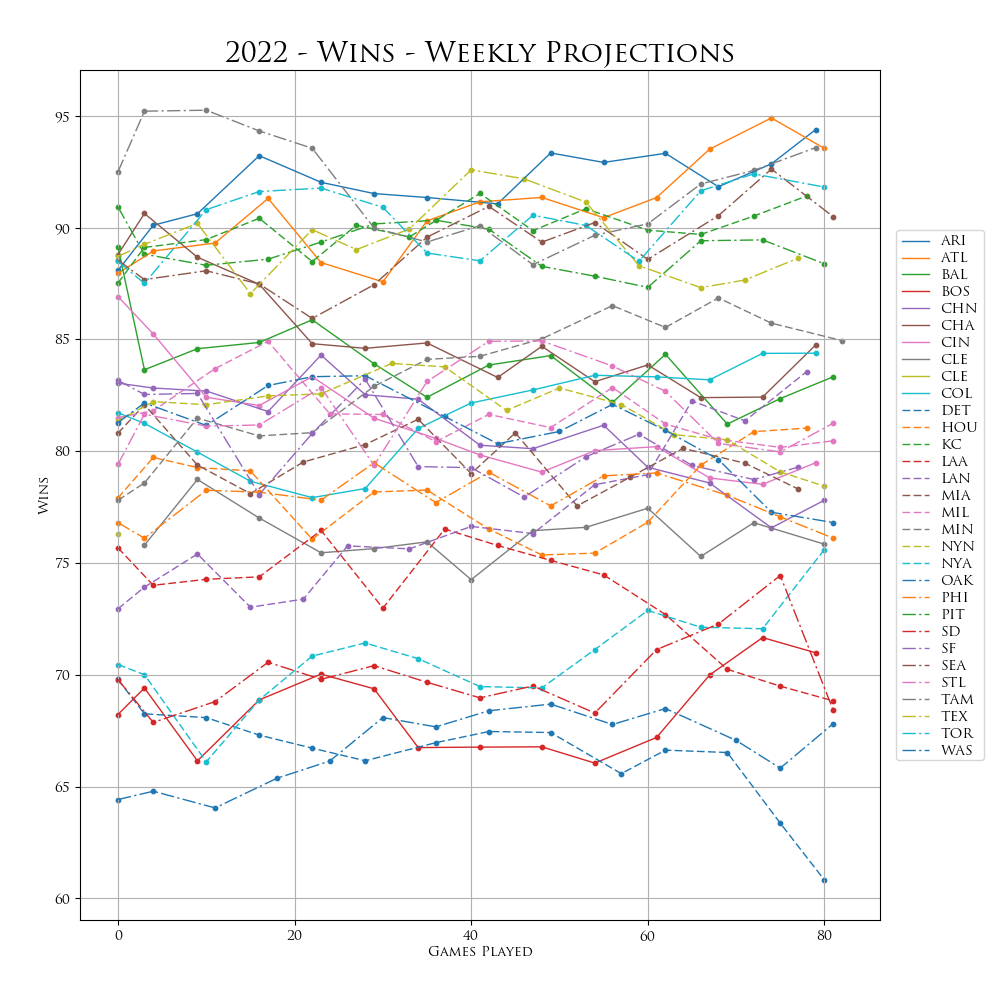 2022 - Wins - Weekly Projections
95
90
85
80
75
70
65
60
Wins
0 20 40 60 80
Games Played
ARI
ATL
BAL
BOS
CHN
CHA
CIN
CLE
CLE
COL
DET
HOU
KC
LAA
LAN
MIA
MIL
MIN
NYN
NYA
OAK
PHI
PIT
SD
SF
SEA
STL
TAM
TEX
TOR
WAS